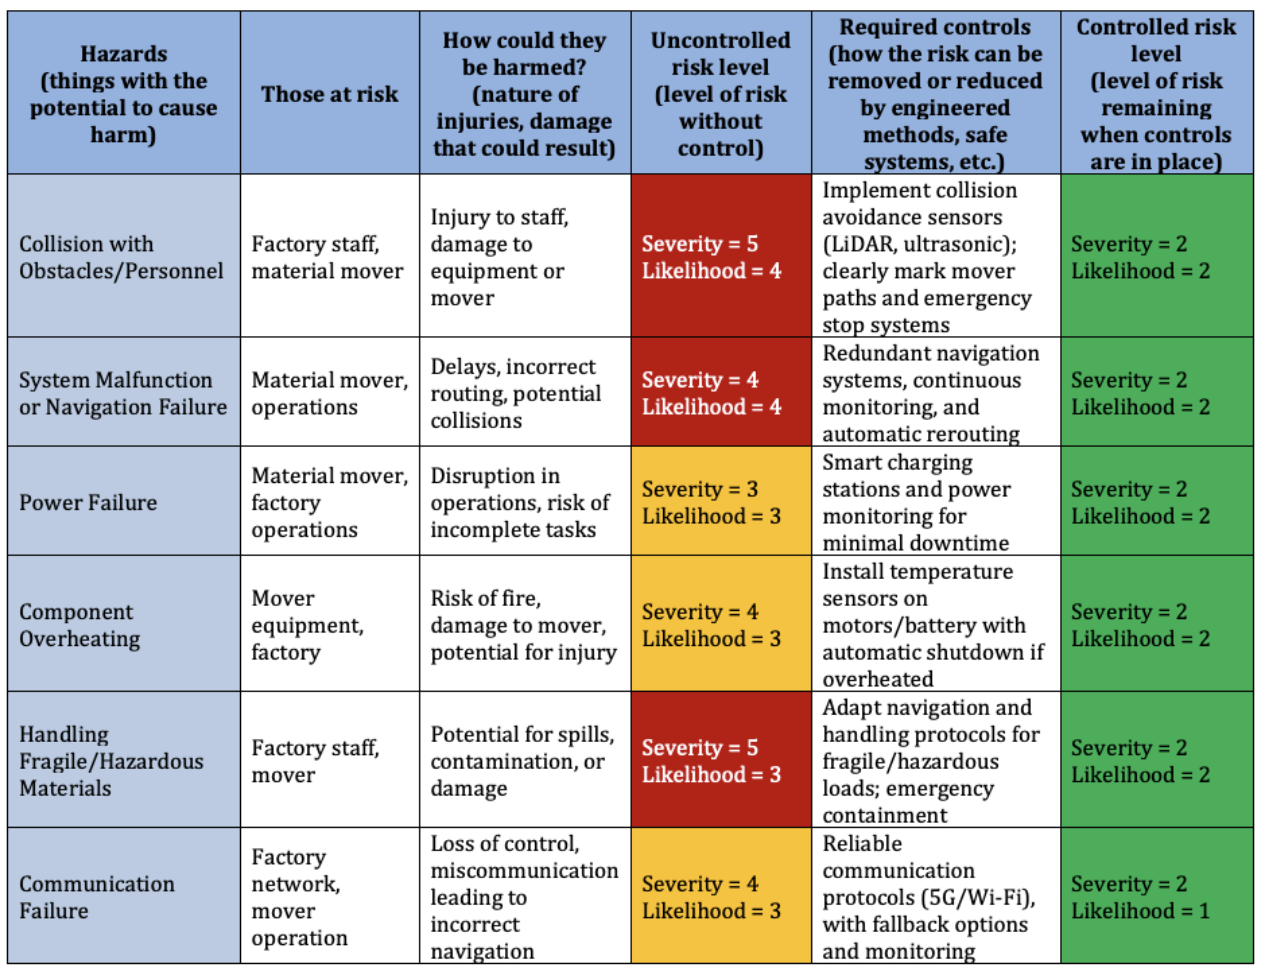 Hazards
(things with the
potential to cause
harm)
Those at risk
How could they
be harmed?
(nature of
injuries, damage
that could result)
Uncontrolled
risk level
(level of risk
without
control)
Required controls
(how the risk can be
removed or reduced
by engineered
methods, safe
systems, etc.)
Controlled risk
level
(level of risk
remaining
when controls
are in place)
Collision with
Obstacles/Personnel
Factory staff,
material mover
Injury to staff,
damage to
equipment or
mover
Severity = 5
Likelihood = 4
Implement collision
avoidance sensors
(LiDAR, ultrasonic);
clearly mark mover
paths and emergency
stop systems
Severity = 2
Likelihood = 2
System Malfunction
or Navigation Failure
Material mover,
operations
Delays, incorrect
routing, potential
collisions
Severity = 4
Likelihood = 4
Redundant navigation
systems, continuous
monitoring, and
automatic rerouting
Severity = 2
Likelihood = 2
Power Failure
Material mover,
factory
operations
Disruption in
operations, risk of
incomplete tasks
Severity = 3
Likelihood = 3
Smart charging
stations and power
monitoring for
minimal downtime
Severity = 2
Likelihood = 2
Component
Overheating
Mover
equipment,
factory
Risk of fire,
damage to mover,
potential for injury
Severity = 4
Likelihood = 3
Install temperature
sensors on
motors/battery with
automatic shutdown if
overheated
Severity = 2
Likelihood = 2
Handling
Fragile/Hazardous
Materials
Factory staff,
mover
Potential for spills,
contamination, or
damage
Severity = 5
Likelihood = 3
Adapt navigation and
handling protocols for
fragile/hazardous
loads; emergency
containment
Severity = 2
Likelihood = 2
Communication
Failure
Factory
network,
mover
operation
Loss of control,
miscommunication
leading to
incorrect
navigation
Severity = 4
Likelihood = 3
Reliable
communication
protocols (5G/Wi-Fi),
with fallback options
and monitoring
Severity = 2
Likelihood = 1